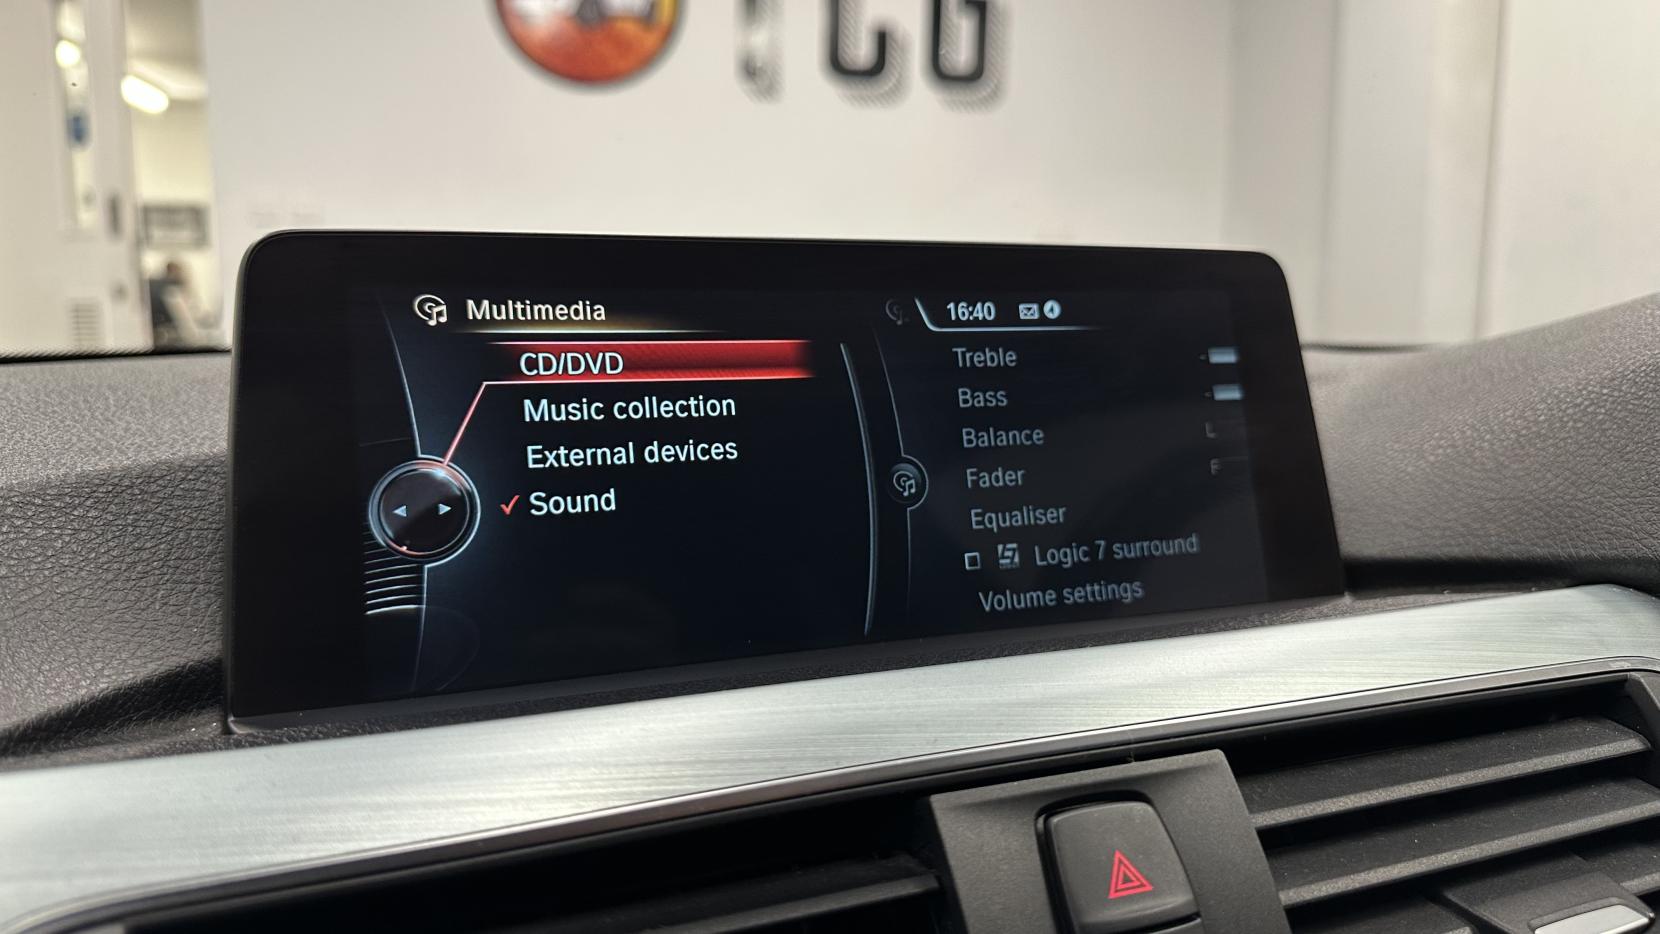 TCG
Multimedia
CD/DVD
Music collection
External devices
✓ Sound
16:40
Treble
Bass
Balance L
Fader F
Equaliser
Logic 7 surround
Volume settings